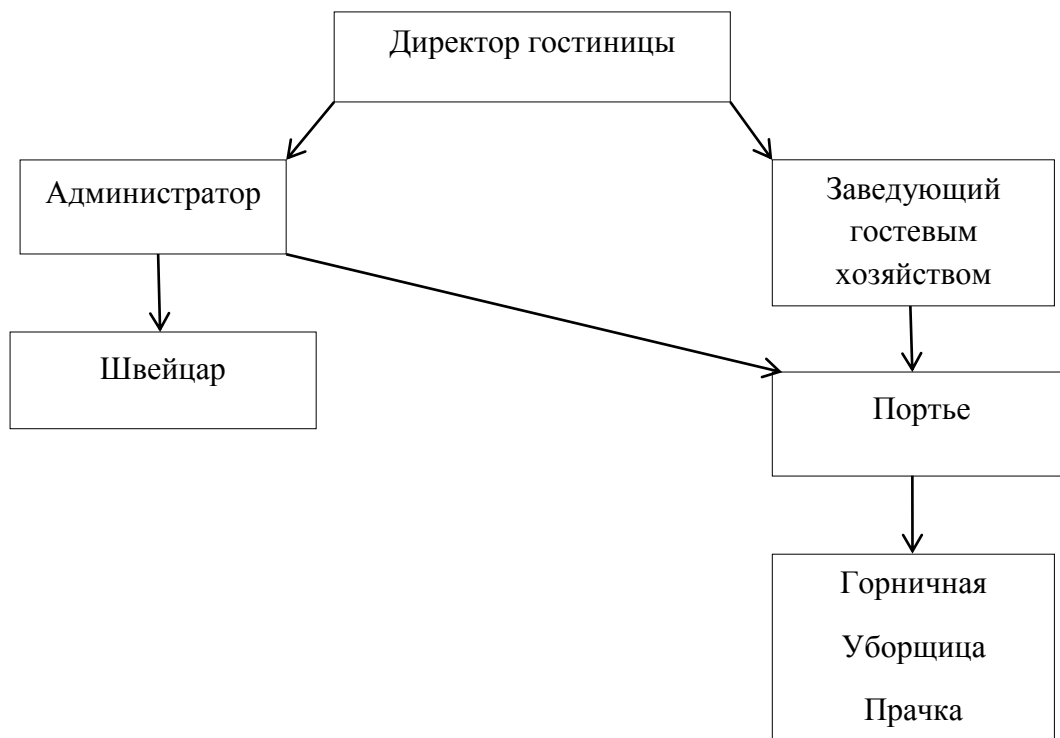 Директор гостиницы
Администратор
Заведующий
гостевым
хозяйством
Швейцар
Портье
Горничная
Уборщица
Прачка